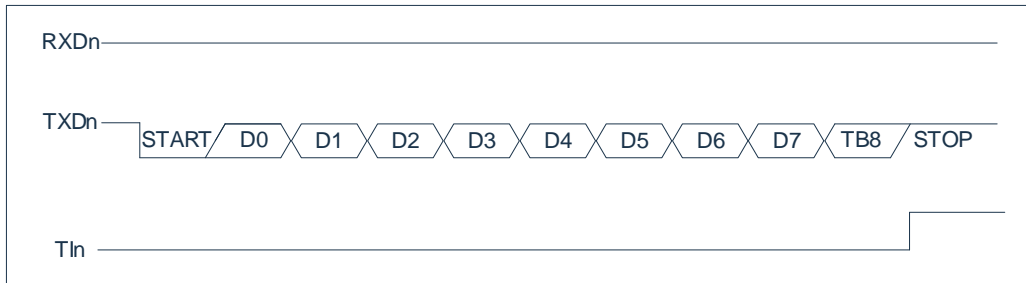 RXDn
TXDn
START D0 D1 D2 D3 D4 D5 D6 D7 TB8 STOP
TIn